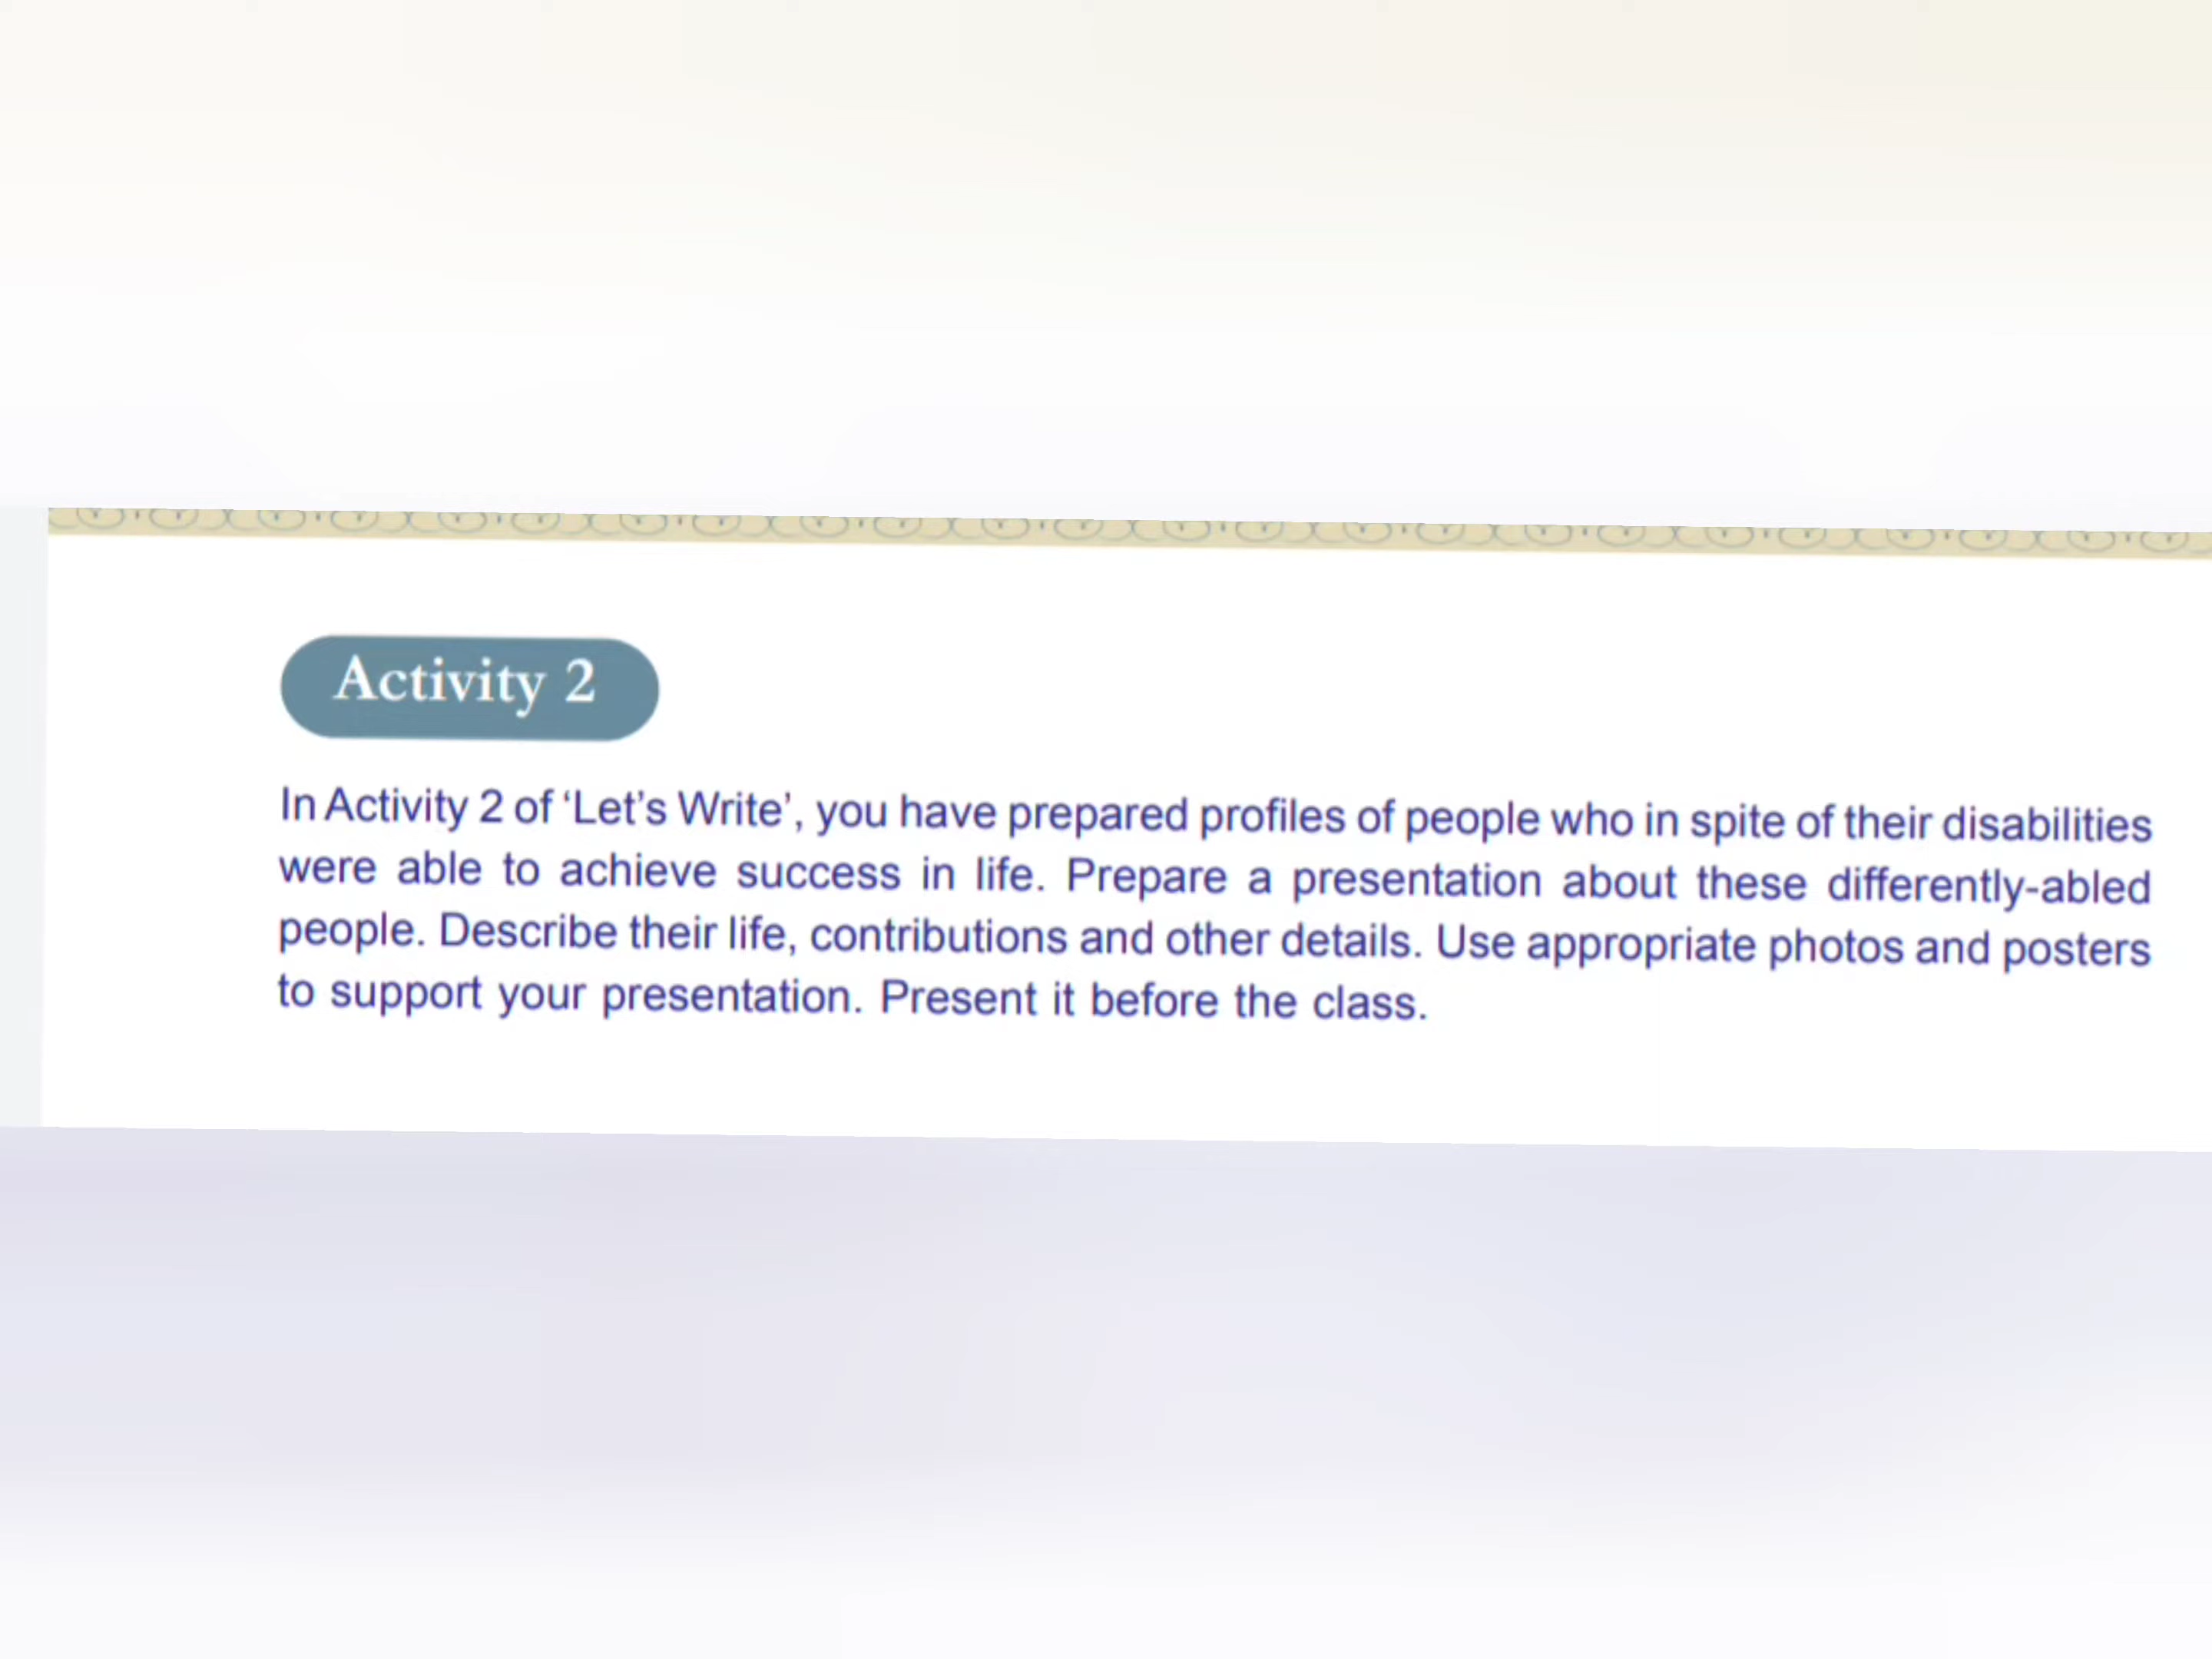 Activity 2
In Activity 2 of ‘Let’s Write’, you have prepared profiles of people who in spite of their disabilities
were able to achieve success in life. Prepare a presentation about these differently-abled
people. Describe their life, contributions and other details. Use appropriate photos and posters
to support your presentation. Present it before the class.